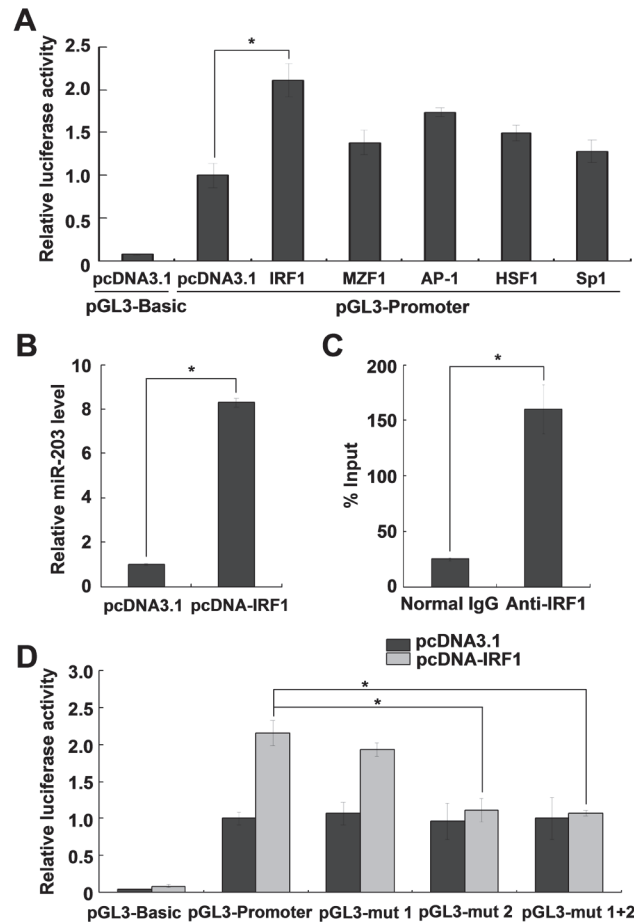 A
Relative luciferase activity
2.5
2.0
1.5
1.0
0.5
0
*
pcDNA3.1 pcDNA3.1 IRF1 MZF1 AP-1 HSF1 Sp1
pGL3-Basic pGL3-Promoter
B
Relative miR-203 level
10
8
6
4
2
0
*
pcDNA3.1 pcDNA-IRF1
C
% Input
200
150
100
50
25
0
*
Normal IgG Anti-IRF1
D
pcDNA3.1
pcDNA-IRF1
Relative luciferase activity
3.0
2.5
2.0
1.5
1.0
0.5
0
*
*
pGL3-Basic pGL3-Promoter pGL3-mut 1 pGL3-mut 2 pGL3-mut 1+2